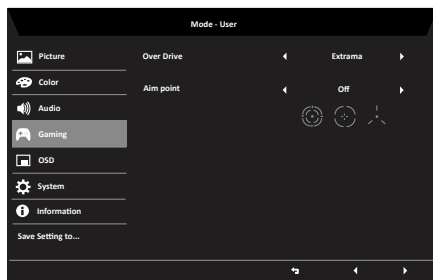 Mode - User
Picture
Over Drive Extrama
Color
Aim point Off
Audio
Gaming
OSD
System
Information
Save Setting to...